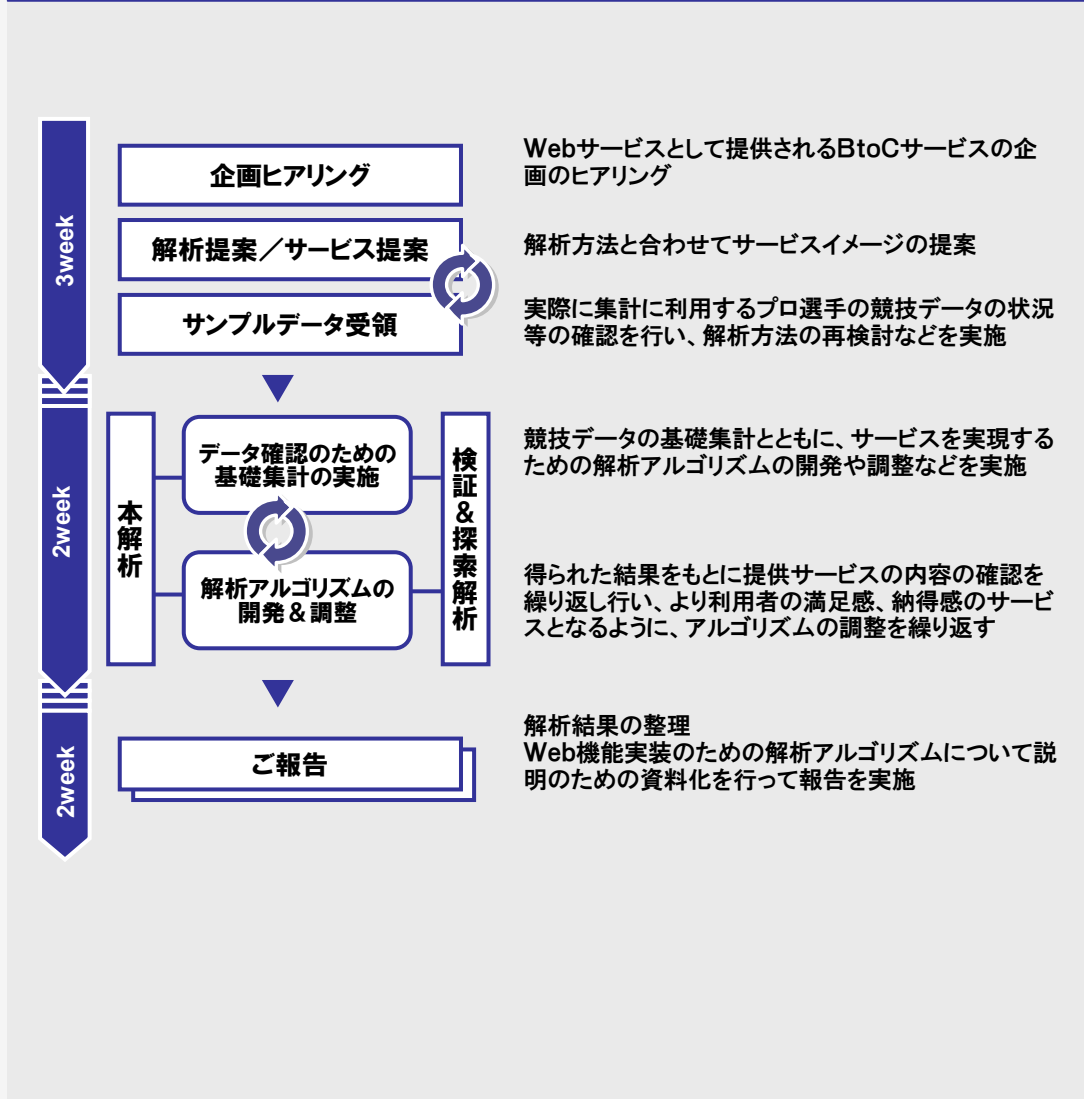 3week
企画ヒアリング
Webサービスとして提供されるBtoCサービスの企
画のヒアリング
解析提案／サービス提案
解析方法と合わせてサービスイメージの提案
サンプルデータ受領
実際に集計に利用するプロ選手の競技データの状況
等の確認を行い、解析方法の再検討などを実施
2week
本解析
データ確認のための
基礎集計の実施
解析アルゴリズムの
開発＆調整
検証＆探索解析
競技データの基礎集計とともに、サービスを実現する
ための解析アルゴリズムの開発や調整などを実施
得られた結果をもとに提供サービスの内容の確認を
繰り返し行い、より利用者の満足感、納得感のサービ
スとなるように、アルゴリズムの調整を繰り返す
2week
ご報告
解析結果の整理
Web機能実装のための解析アルゴリズムについて説
明のための資料化を行って報告を実施